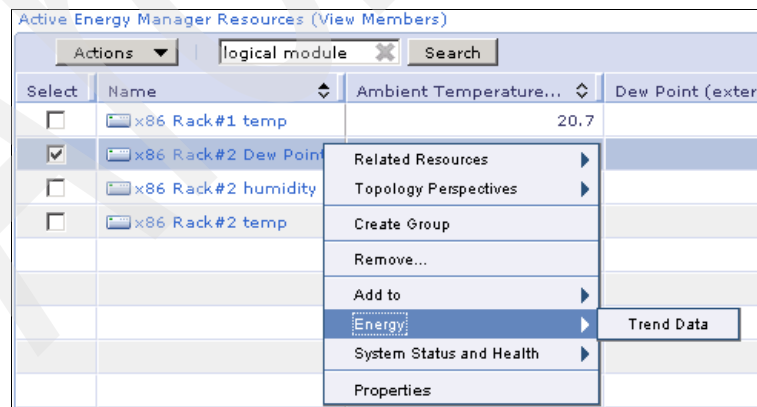 Active Energy Manager Resources (View Members)
Actions logical module Search
Select Name Ambient Temperature... Dew Point (exter
x86 Rack#1 temp 20.7
x86 Rack#2 Dew Point
x86 Rack#2 humidity
x86 Rack#2 temp
Related Resources
Topology Perspectives
Create Group
Remove...
Add to
Energy Trend Data
System Status and Health
Properties